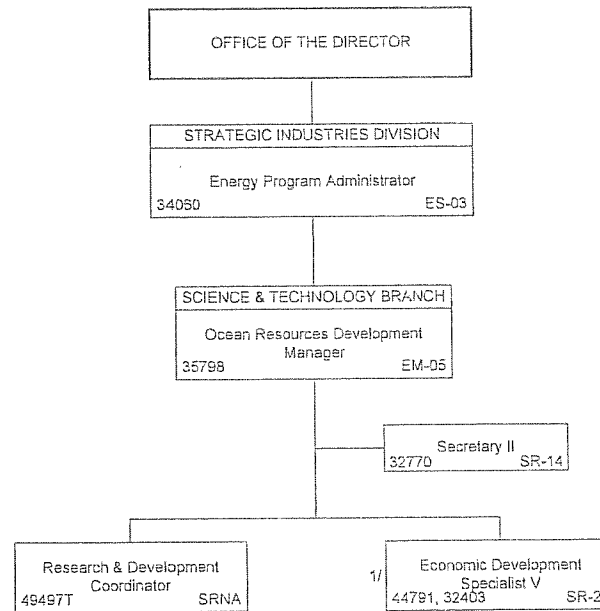 OFFICE OF THE DIRECTOR
STRATEGIC INDUSTRIES DIVISION
Energy Program Administrator
34060 ES-03
SCIENCE & TECHNOLOGY BRANCH
Ocean Resources Development
Manager
35798 EM-05
Secretary II
32770 SR-14
Research & Development
Coordinator
49497T SRNA
1/
Economic Development
Specialist V
44791, 32403 SR-2